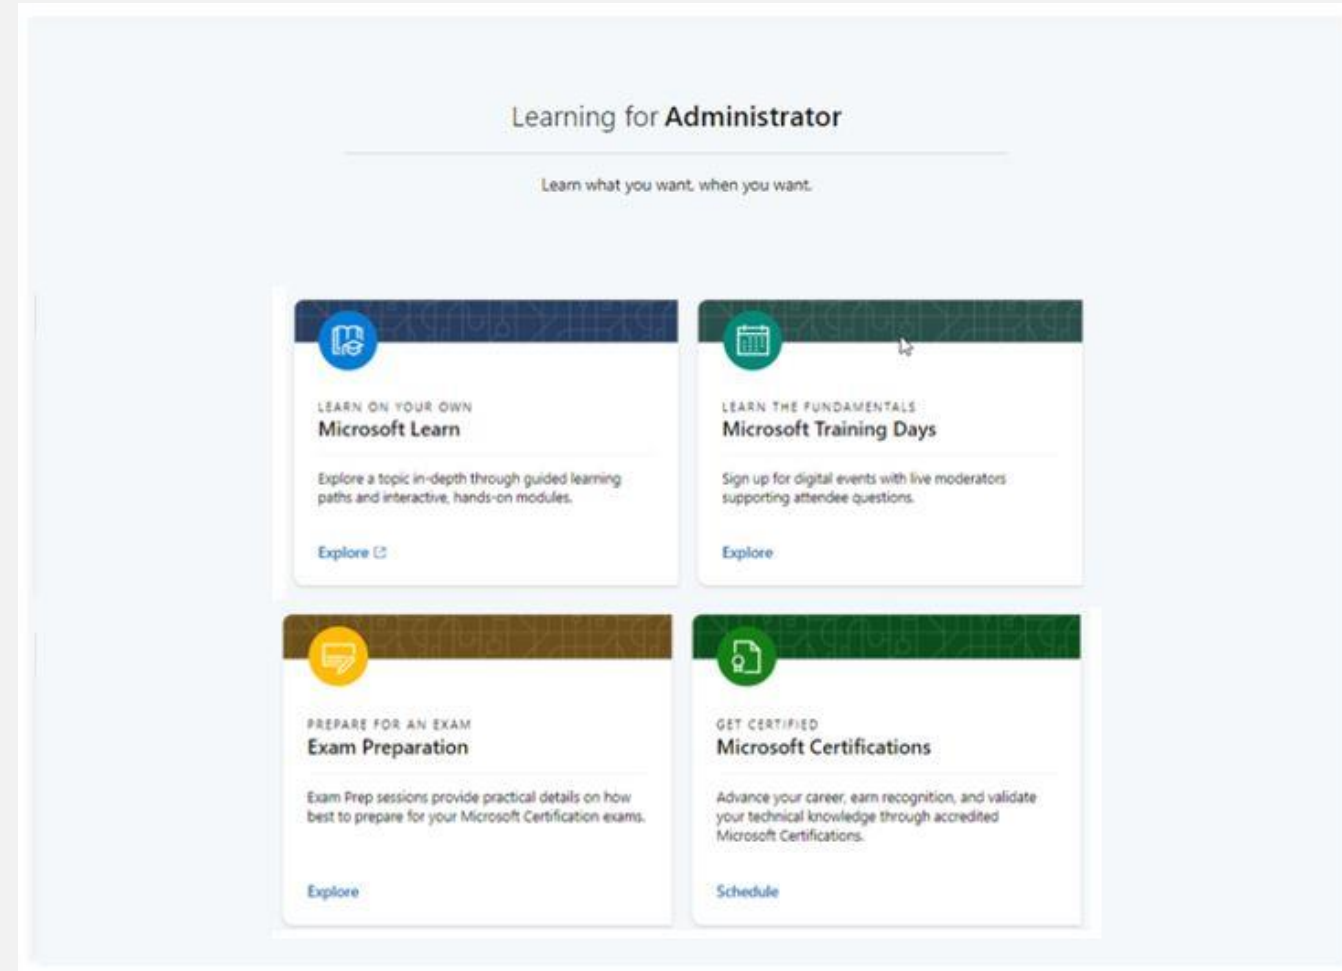 Learning for Administrator
Learn what you want, when you want.
LEARN ON YOUR OWN
Microsoft Learn
Explore a topic in-depth through guided learning
paths and interactive, hands-on modules.
Explore
LEARN THE FUNDAMENTALS
Microsoft Training Days
Sign up for digital events with live moderators
supporting attendee questions.
Explore
PREPARE FOR AN EXAM
Exam Preparation
Exam Prep sessions provide practical details on how
best to prepare for your Microsoft Certification exams.
Explore
GET CERTIFIED
Microsoft Certifications
Advance your career, earn recognition, and validate
your technical knowledge through accredited
Microsoft Certifications.
Schedule